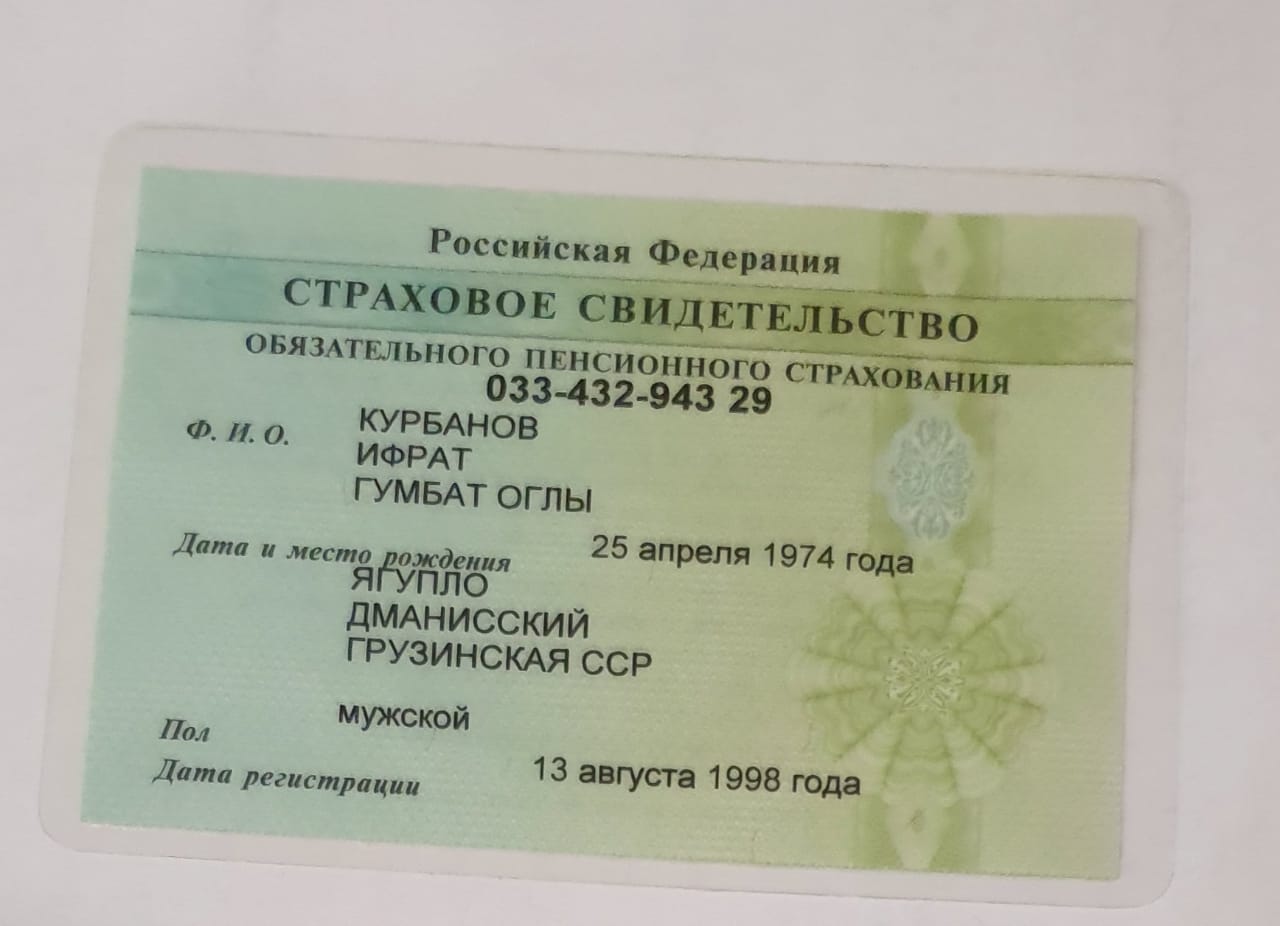 Российская Федерация
СТРАХОВОЕ СВИДЕТЕЛЬСТВО
ОБЯЗАТЕЛЬНОГО ПЕНСИОННОГО СТРАХОВАНИЯ
033-432-943 29
Ф. И. О. КУРБАНОВ
ИФРАТ
ГУМБАТ ОГЛЫ
Дата и место рождения 25 апреля 1974 года
ЯГУПЛО
ДМАНИССКИЙ
ГРУЗИНСКАЯ ССР
Пол мужской
Дата регистрации 13 августа 1998 года